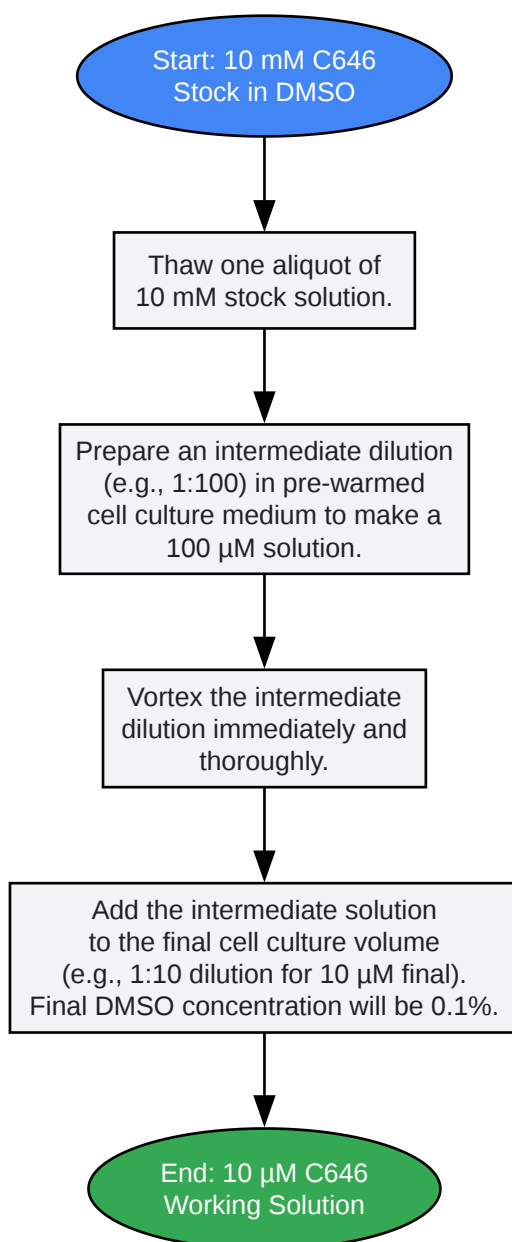 Start: 10 mM C646
Stock in DMSO
Thaw one aliquot of
10 mM stock solution.
Prepare an intermediate dilution
(e.g., 1:100) in pre-warmed
cell culture medium to make a
100 µM solution.
Vortex the intermediate
dilution immediately and
thoroughly.
Add the intermediate solution
to the final cell culture volume
(e.g., 1:10 dilution for 10 µM final).
Final DMSO concentration will be 0.1%.
End: 10 µM C646
Working Solution